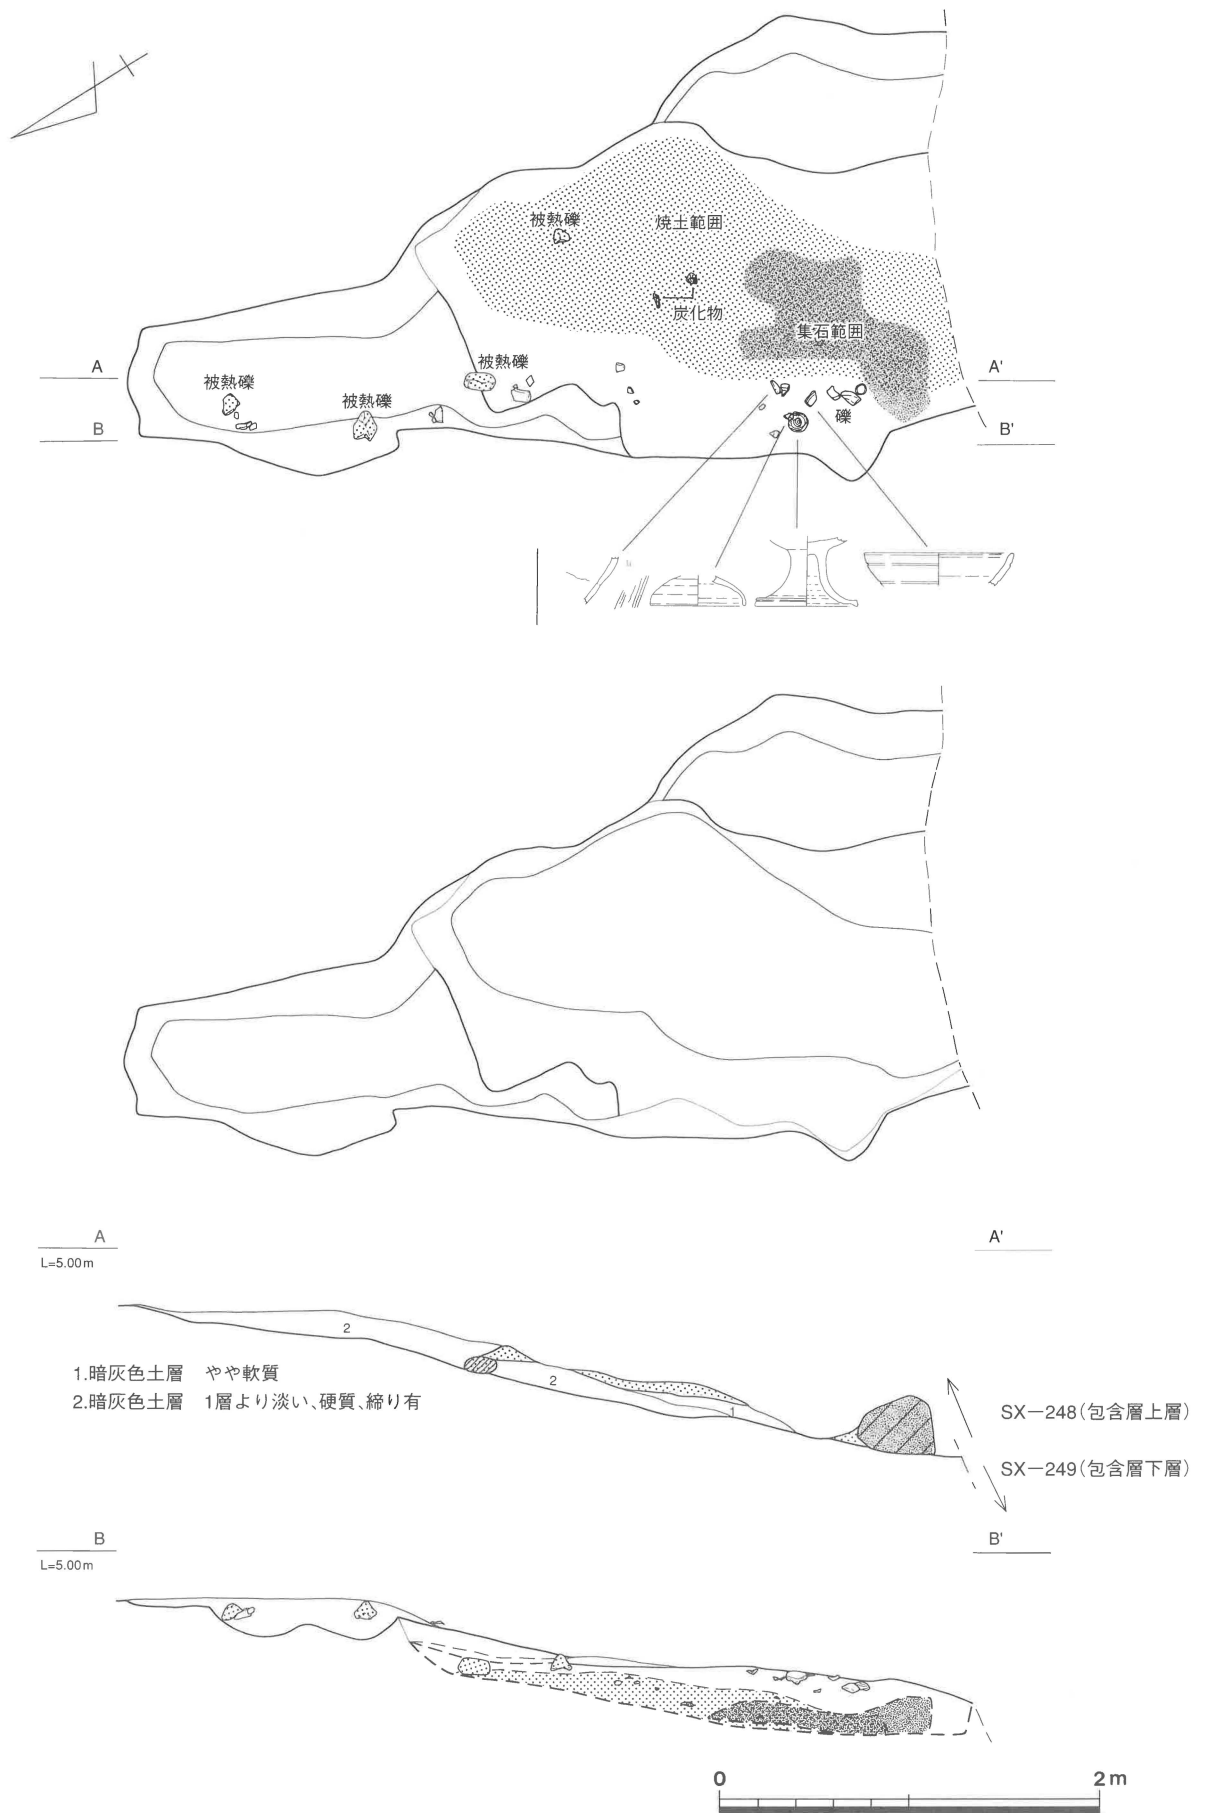 被熱礫
焼土範囲
炭化物
集石範囲
被熱礫
A
A'
被熱礫
被熱礫
礫
B
B'
A
A'
L=5.00m
2
2
1
1.暗灰色土層 やや軟質
2.暗灰色土層 1層より淡い、硬質、締り有
SX-248(包含層上層)
SX-249(包含層下層)
B
B'
L=5.00m
0
2m